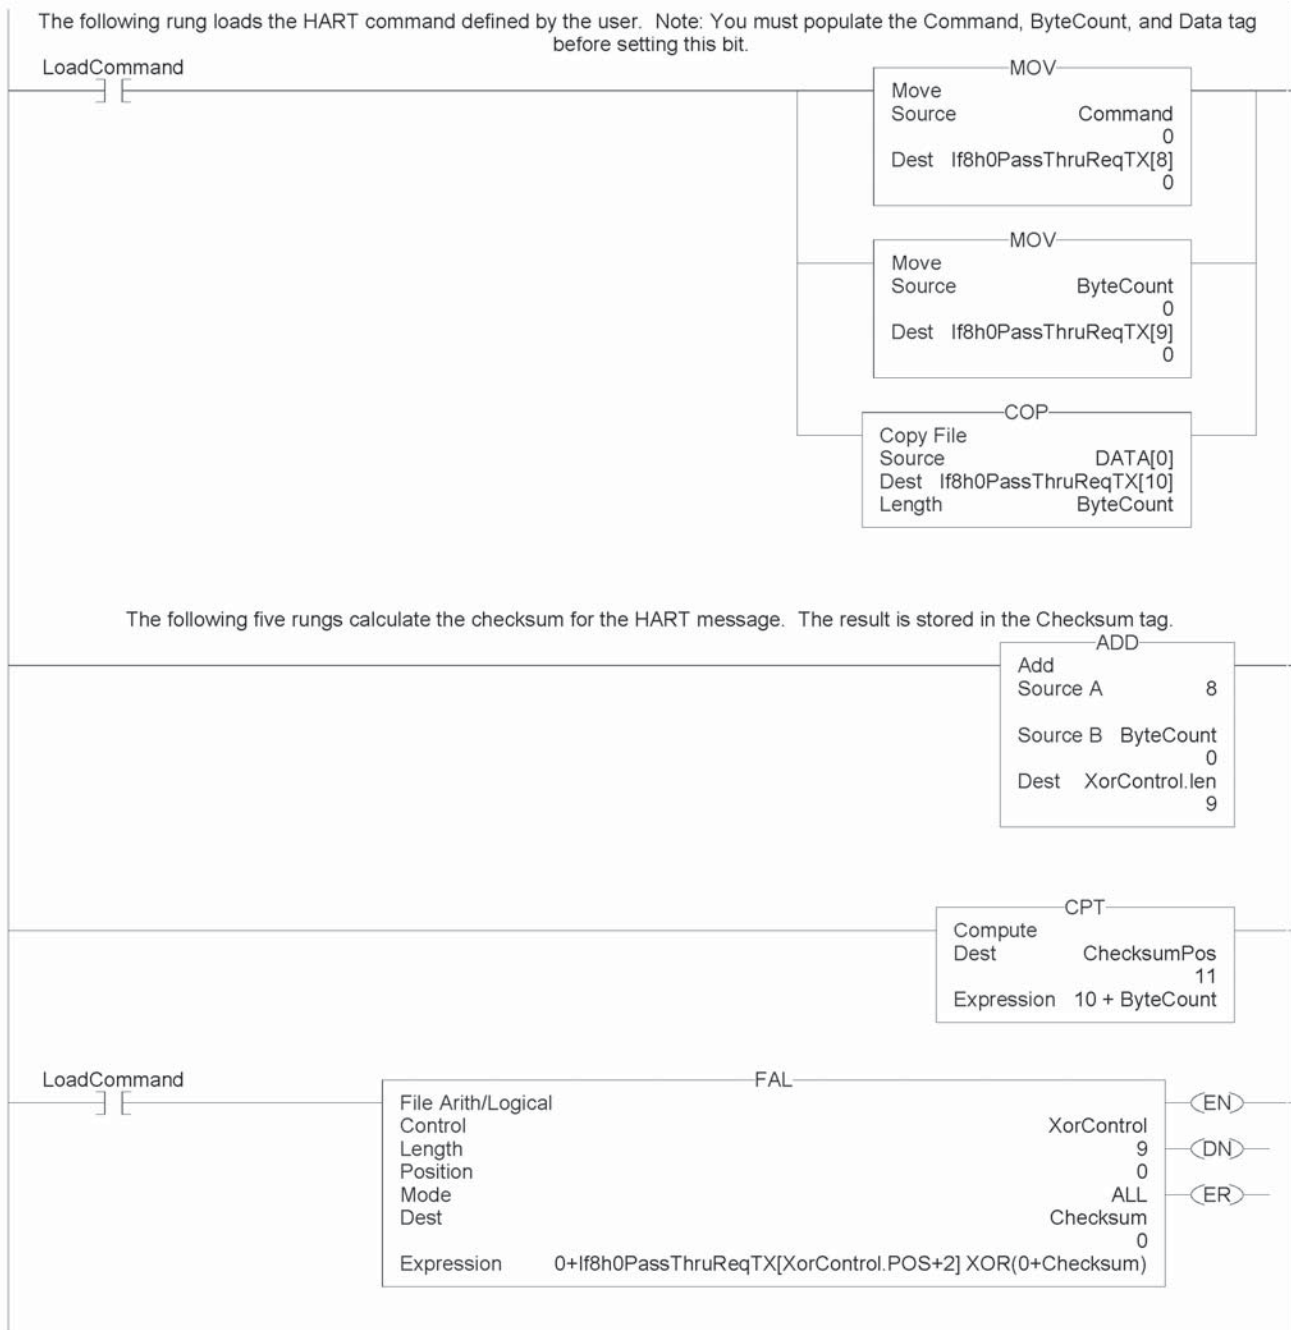 The following rung loads the HART command defined by the user.  Note: You must populate the Command, ByteCount, and Data tag
before setting this bit.
LoadCommand
MOV
Move
Source Command
0
Dest If8h0PassThruReqTX[8]
0
MOV
Move
Source ByteCount
0
Dest If8h0PassThruReqTX[9]
0
COP
Copy File
Source DATA[0]
Dest If8h0PassThruReqTX[10]
Length ByteCount
The following five rungs calculate the checksum for the HART message.  The result is stored in the Checksum tag.
ADD
Add
Source A 8
Source B ByteCount
0
Dest XorControl.len
9
CPT
Compute
Dest ChecksumPos
11
Expression 10 + ByteCount
LoadCommand
FAL
File Arith/Logical
Control XorControl
Length 9
Position 0
Mode ALL
Dest Checksum
0
Expression 0+If8h0PassThruReqTX[XorControl.POS+2] XOR(0+Checksum)
EN
DN
ER